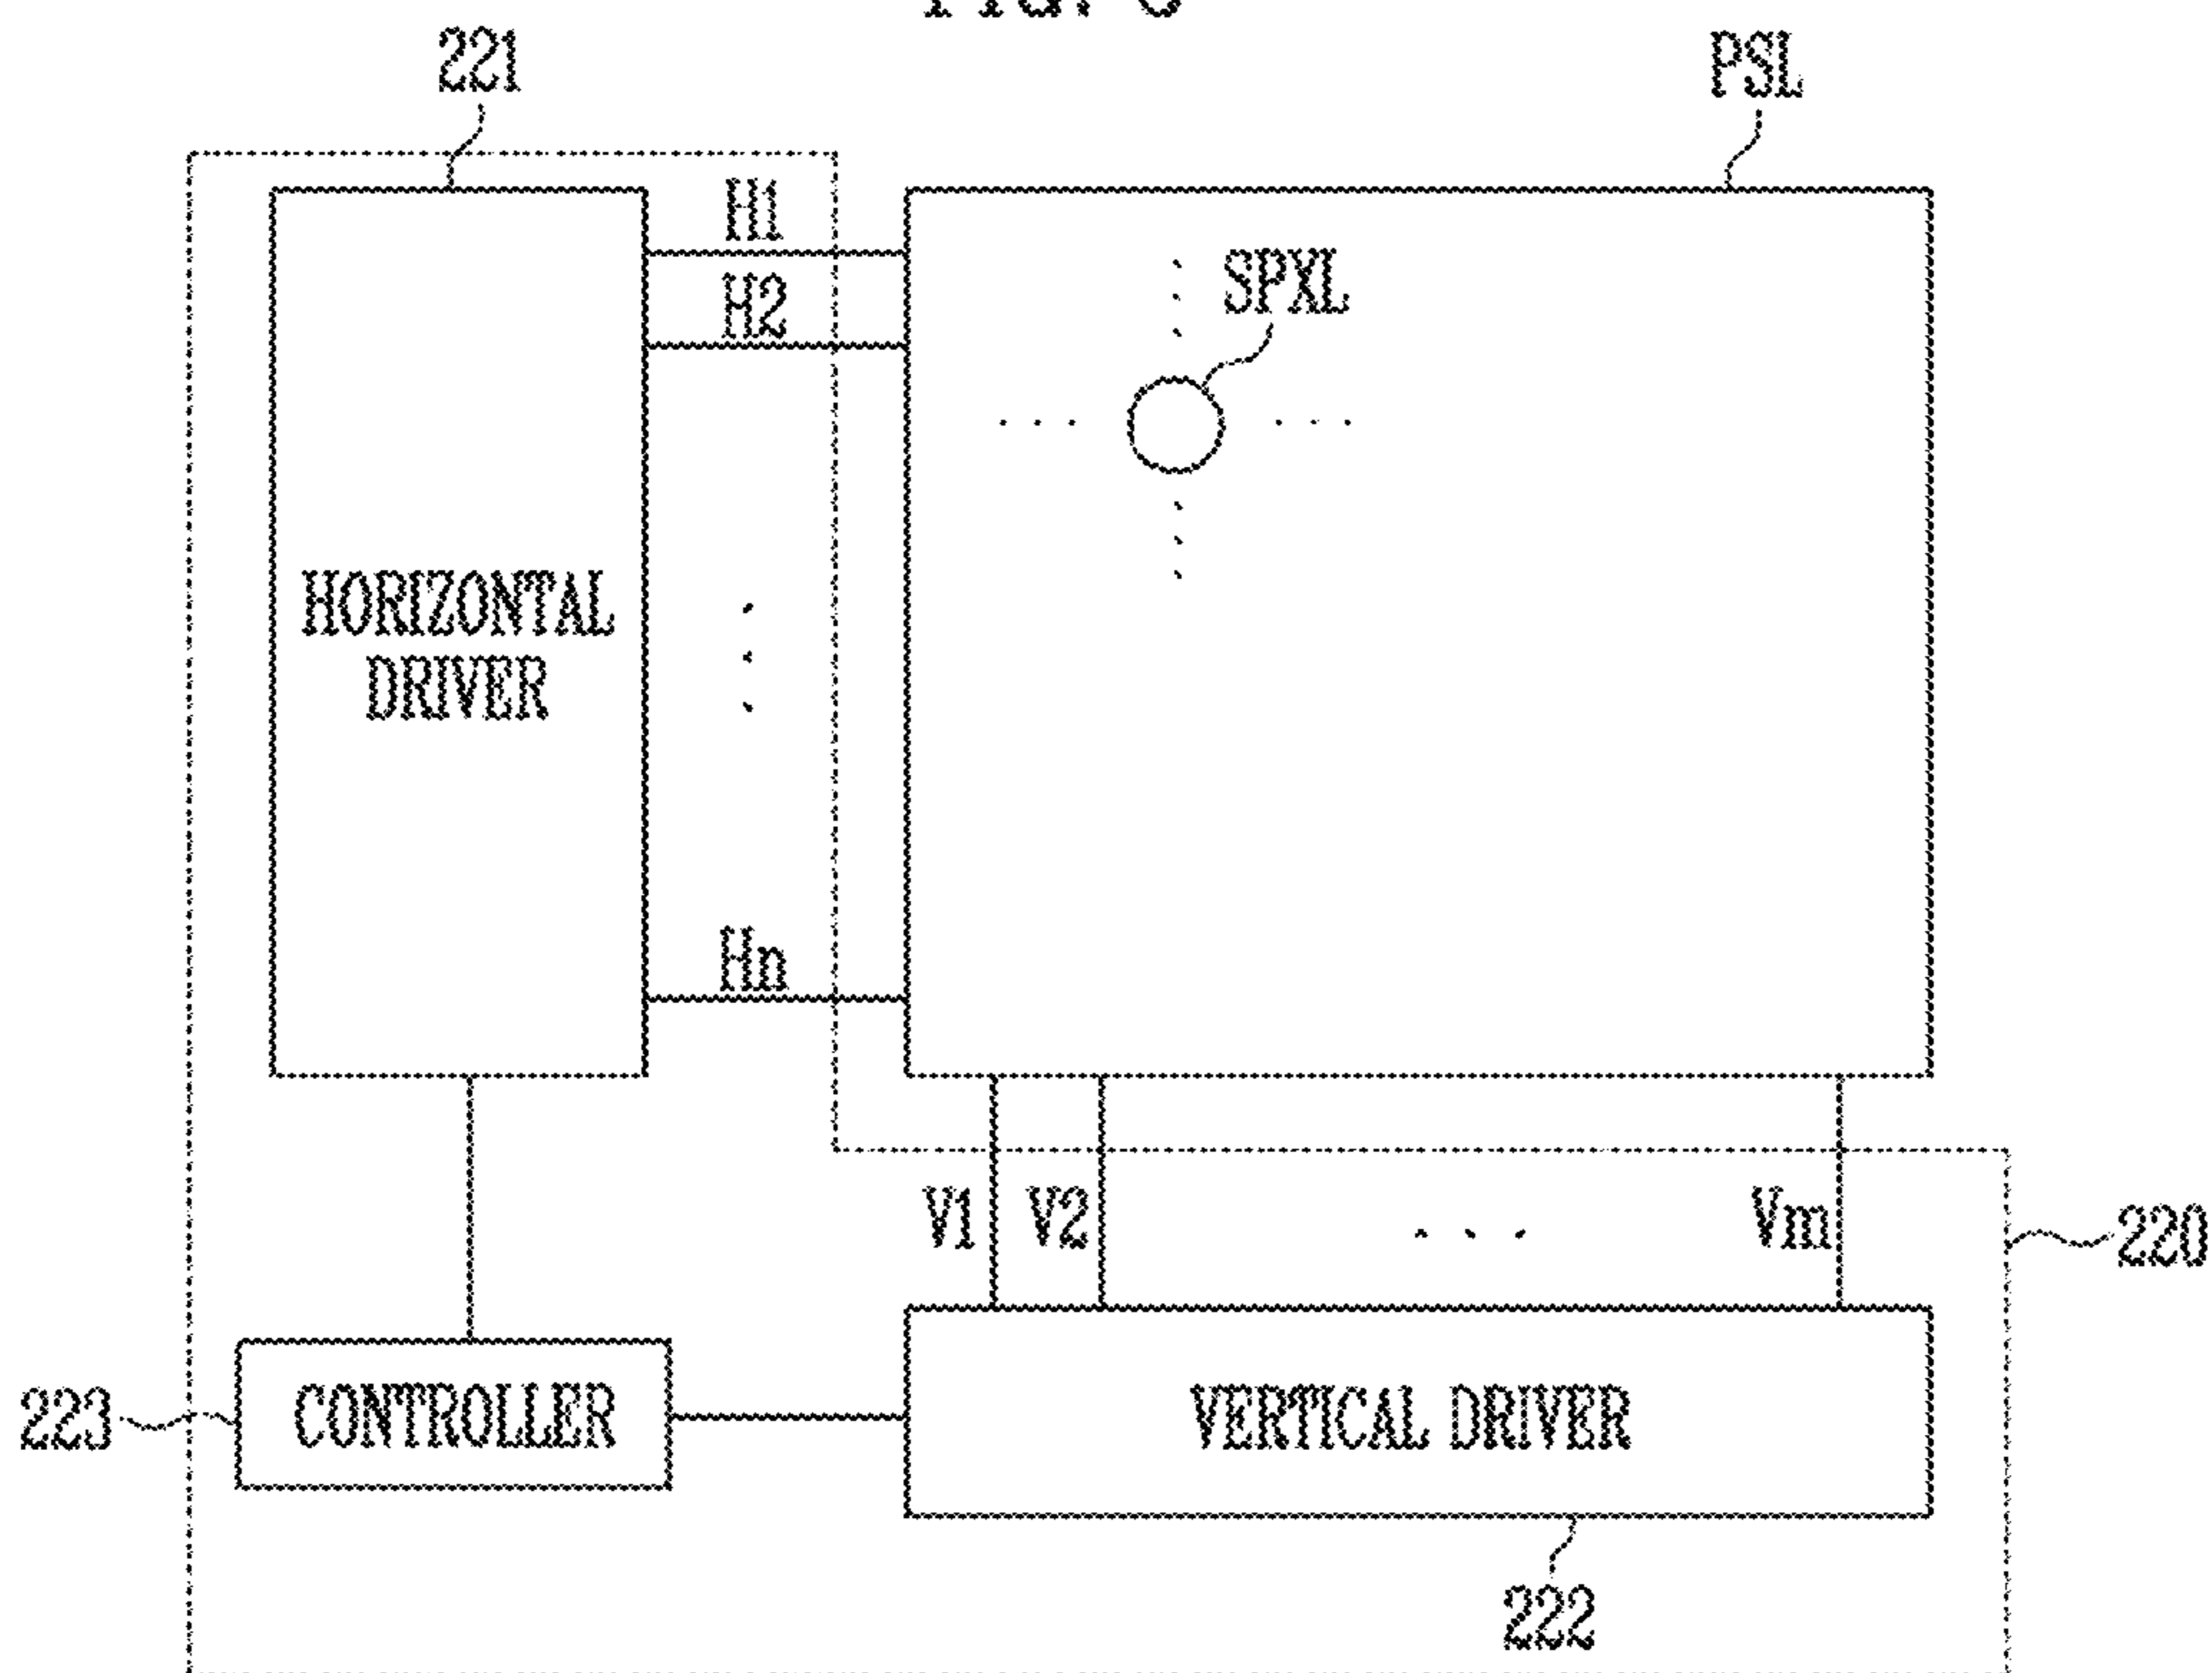 221
PSL
H1
H2
SPXL
HORIZONTAL
DRIVER
Hn
V1
V2
Vm
220
223
CONTROLLER
VERTICAL DRIVER
222